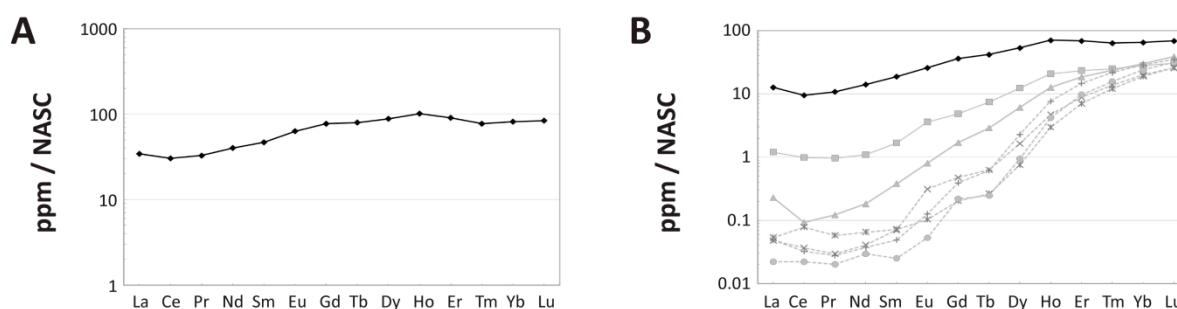 A
ppm / NASC
1000
100
10
1
La Ce Pr Nd Sm Eu Gd Tb Dy Ho Er Tm Yb Lu
B
ppm / NASC
100
10
1
0.1
0.01
La Ce Pr Nd Sm Eu Gd Tb Dy Ho Er Tm Yb Lu